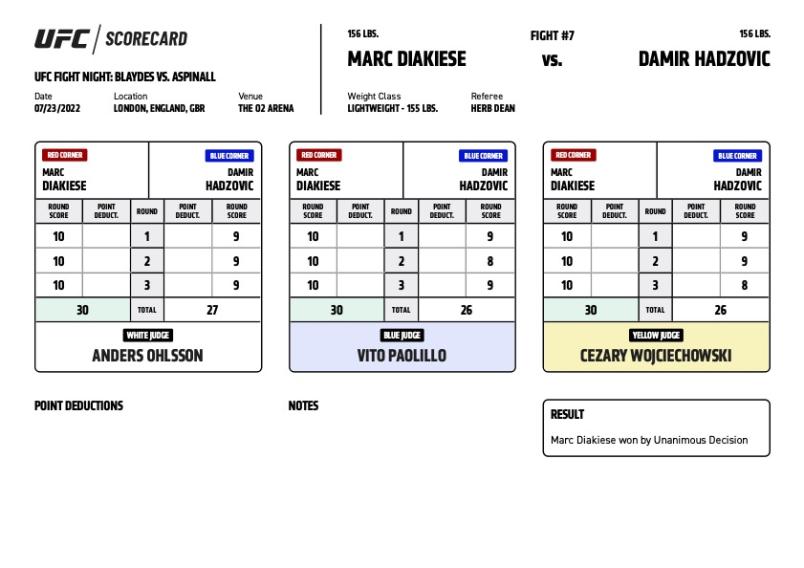 UFC / SCORECARD
UFC FIGHT NIGHT: BLAYDES VS. ASPINALL
Date Location Venue
07/23/2022 LONDON, ENGLAND, GBR THE O2 ARENA
156 LBS. FIGHT #7 156 LBS.
MARC DIAKIESE VS. DAMIR HADZOVIC
Weight Class Referee
LIGHTWEIGHT - 155 LBS. HERB DEAN
RED CORNER BLUE CORNER
MARC DAMIR
DIAKIESE HADZOVIC
ROUND SCORE POINT DEDUCT. ROUND POINT DEDUCT. ROUND SCORE
10 1 9
10 2 9
10 3 9
30 TOTAL 27
WHITE JUDGE
ANDERS OHLSSON
RED CORNER BLUE CORNER
MARC DAMIR
DIAKIESE HADZOVIC
ROUND SCORE POINT DEDUCT. ROUND POINT DEDUCT. ROUND SCORE
10 1 9
10 2 8
10 3 9
30 TOTAL 26
BLUE JUDGE
VITO PAOLILLO
RED CORNER BLUE CORNER
MARC DAMIR
DIAKIESE HADZOVIC
ROUND SCORE POINT DEDUCT. ROUND POINT DEDUCT. ROUND SCORE
10 1 9
10 2 9
10 3 8
30 TOTAL 26
YELLOW JUDGE
CEZARY WOJCIECHOWSKI
POINT DEDUCTIONS
NOTES
RESULT
Marc Diakiese won by Unanimous Decision